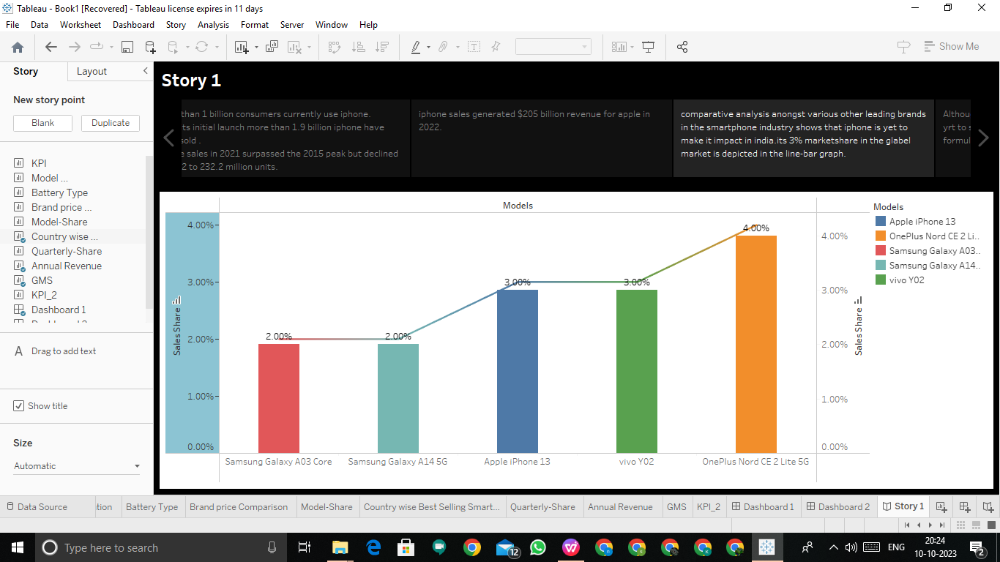 Tableau - Book1 [Recovered] - Tableau license expires in 11 days
File Data Worksheet Dashboard Story Analysis Format Server Window Help
Show Me
Story Layout
New story point
Blank Duplicate
KPI
Model ...
Battery Type
Brand price ...
Model-Share
Country wise ...
Quarterly-Share
Annual Revenue
GMS
KPI_2
Dashboard 1
A Drag to add text
Show title
Size
Automatic
Story 1
than 1 billion consumers currently use iphone.
ts initial launch more than 1.9 billion iphone have
sold .
e sales in 2021 surpassed the 2015 peak but declined
2 to 232.2 million units.
iphone sales generated $205 billion revenue for apple in
2022.
comparative analysis anongst various other leading brands
in the smartphone industry shows that iphone is yet to
make it impact in india.its 3% marketshare in the glabel
market is depicted in the line-bar graph.
Althou
yrt to s
formul
Models
4.00%
3.00%
2.00%
1.00%
0.00%
Sales Share
2.00% 2.00% 3.00% 3.00% 4.00%
Samsung Galaxy A03 Core Samsung Galaxy A14 5G Apple iPhone 13 vivo Y02 OnePlus Nord CE 2 Lite 5G
4.00%
3.00%
2.00%
1.00%
0.00%
Sales Share
Models
Apple iPhone 13
OnePlus Nord CE 2 Li..
Samsung Galaxy A03..
Samsung Galaxy A14..
vivo Y02
Data Source tion Battery Type Brand price Comparison Model-Share Country wise Best Selling Smart... Quarterly-Share Annual Revenue GMS KPI_2 Dashboard 1 Dashboard 2 Story 1
Type here to search
12
ENG
20:24
10-10-2023
2